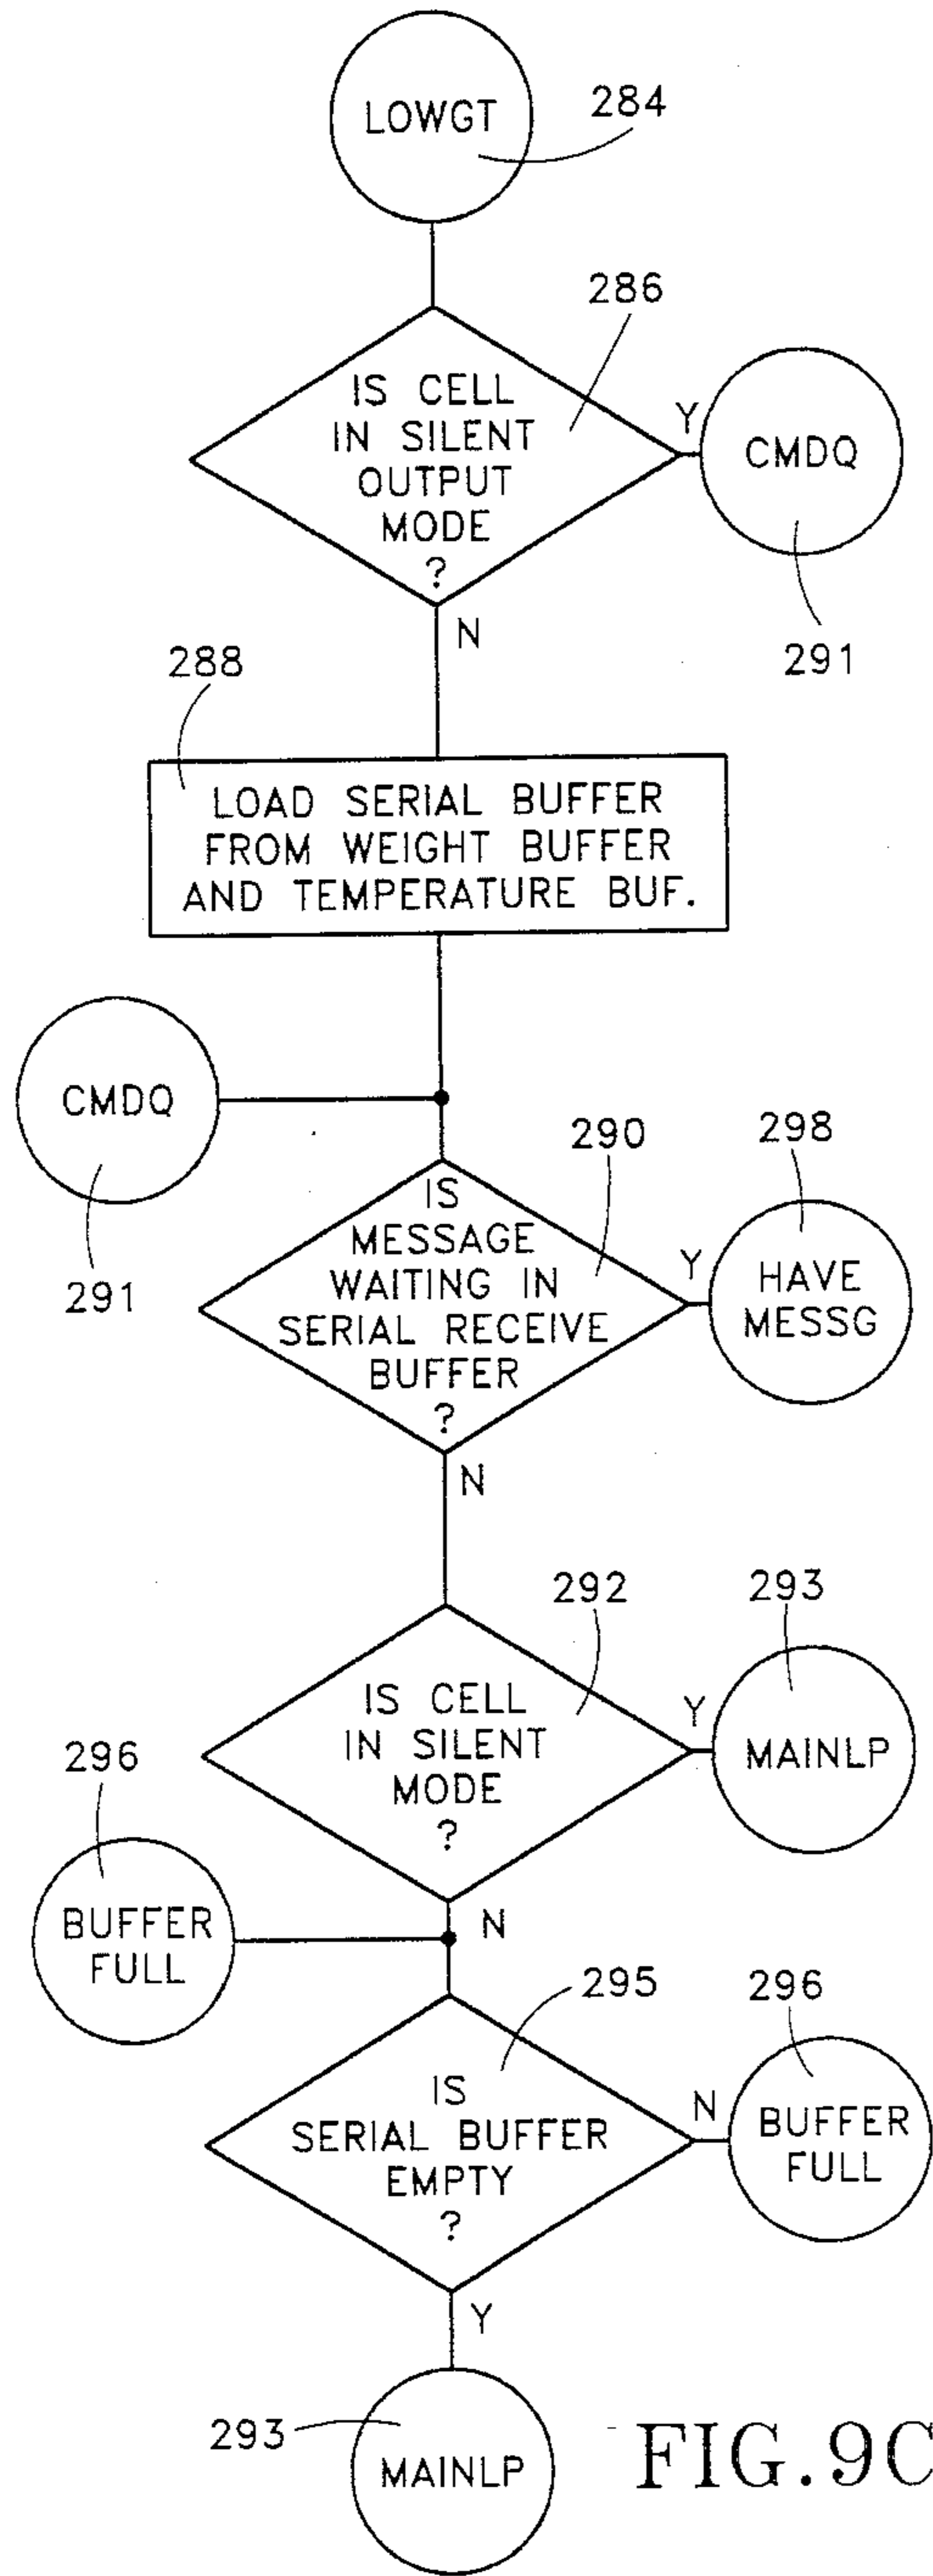 LOWGT
284
286
IS CELL
IN SILENT
OUTPUT
MODE
?
Y
CMDQ
291
N
288
LOAD SERIAL BUFFER
FROM WEIGHT BUFFER
AND TEMPERATURE BUF.
CMDQ
291
290
IS
MESSAGE
WAITING IN
SERIAL RECEIVE
BUFFER
?
Y
298
HAVE
MESSG
N
292
IS CELL
IN SILENT
MODE
?
Y
293
MAINLP
296
BUFFER
FULL
N
295
IS
SERIAL BUFFER
EMPTY
?
N
296
BUFFER
FULL
Y
293
MAINLP
FIG.9C